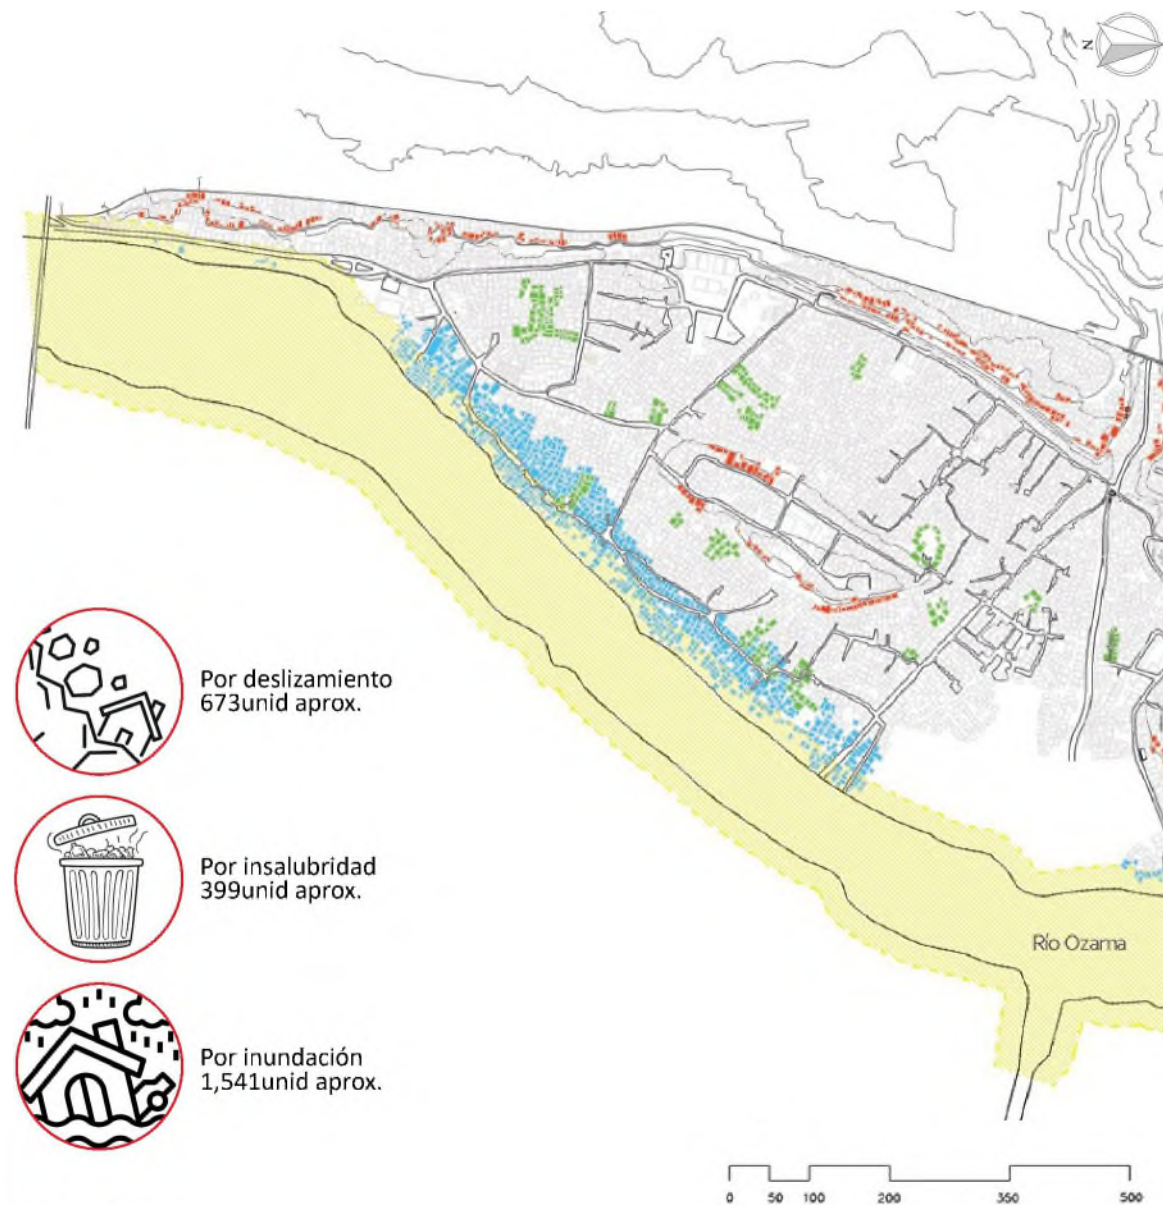 N
Por deslizamiento
673unid aprox.
Por insalubridad
399unid aprox.
Río Ozama
Por inundación
1,541unid aprox.
0 50 100 200 350 500